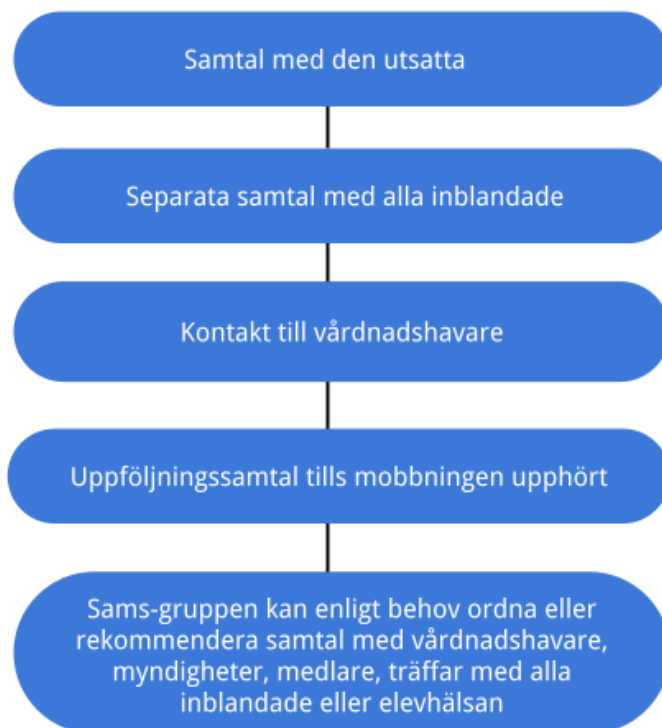 Samtal med den utsatta
Separata samtal med alla inblandade
Kontakt till vårdnadshavare
Uppföljningssamtal tills mobbningen upphört
Sams-gruppen kan enligt behov ordna eller
rekommendera samtal med vårdnadshavare,
myndigheter, medlare, träffar med alla
inblandade eller elevhälsan